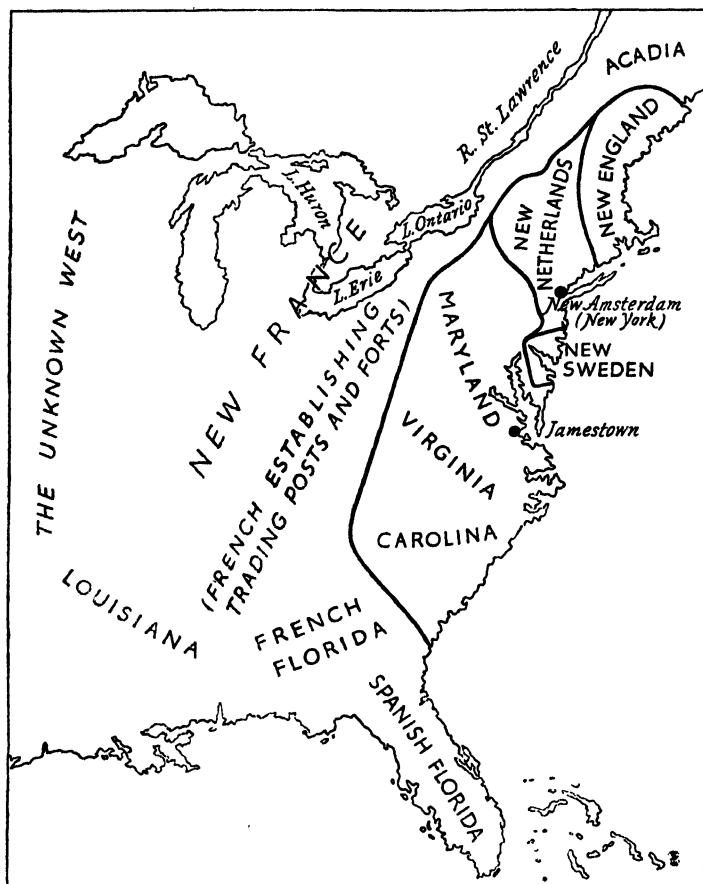 ACADIA
R. St. Lawrence
NEW ENGLAND
NEW
NETHERLANDS
L. Huron
L. Ontario
L. Erie
New Amsterdam
(New York)
NEW
SWEDEN
THE UNKNOWN WEST
NEW FRANCE
(FRENCH ESTABLISHING
TRADING POSTS AND FORTS)
MARYLAND
Jamestown
VIRGINIA
CAROLINA
LOUISIANA
FRENCH
FLORIDA
SPANISH FLORIDA